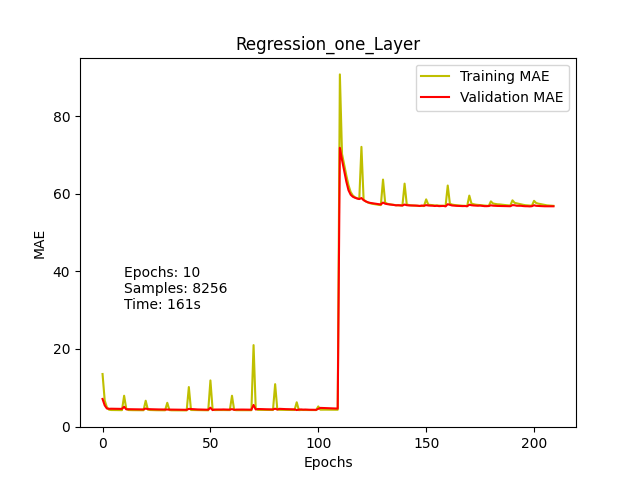 Regression_one_Layer
Training MAE
Validation MAE
80
60
40
20
0
MAE
Epochs: 10
Samples: 8256
Time: 161s
0 50 100 150 200
Epochs